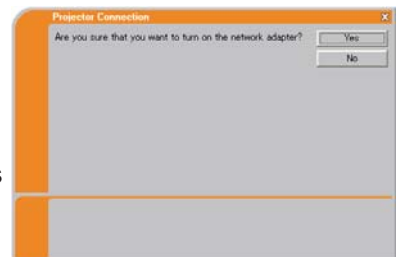 Projector Connection
Are you sure that you want to turn on the network adapter?
Yes
No
s